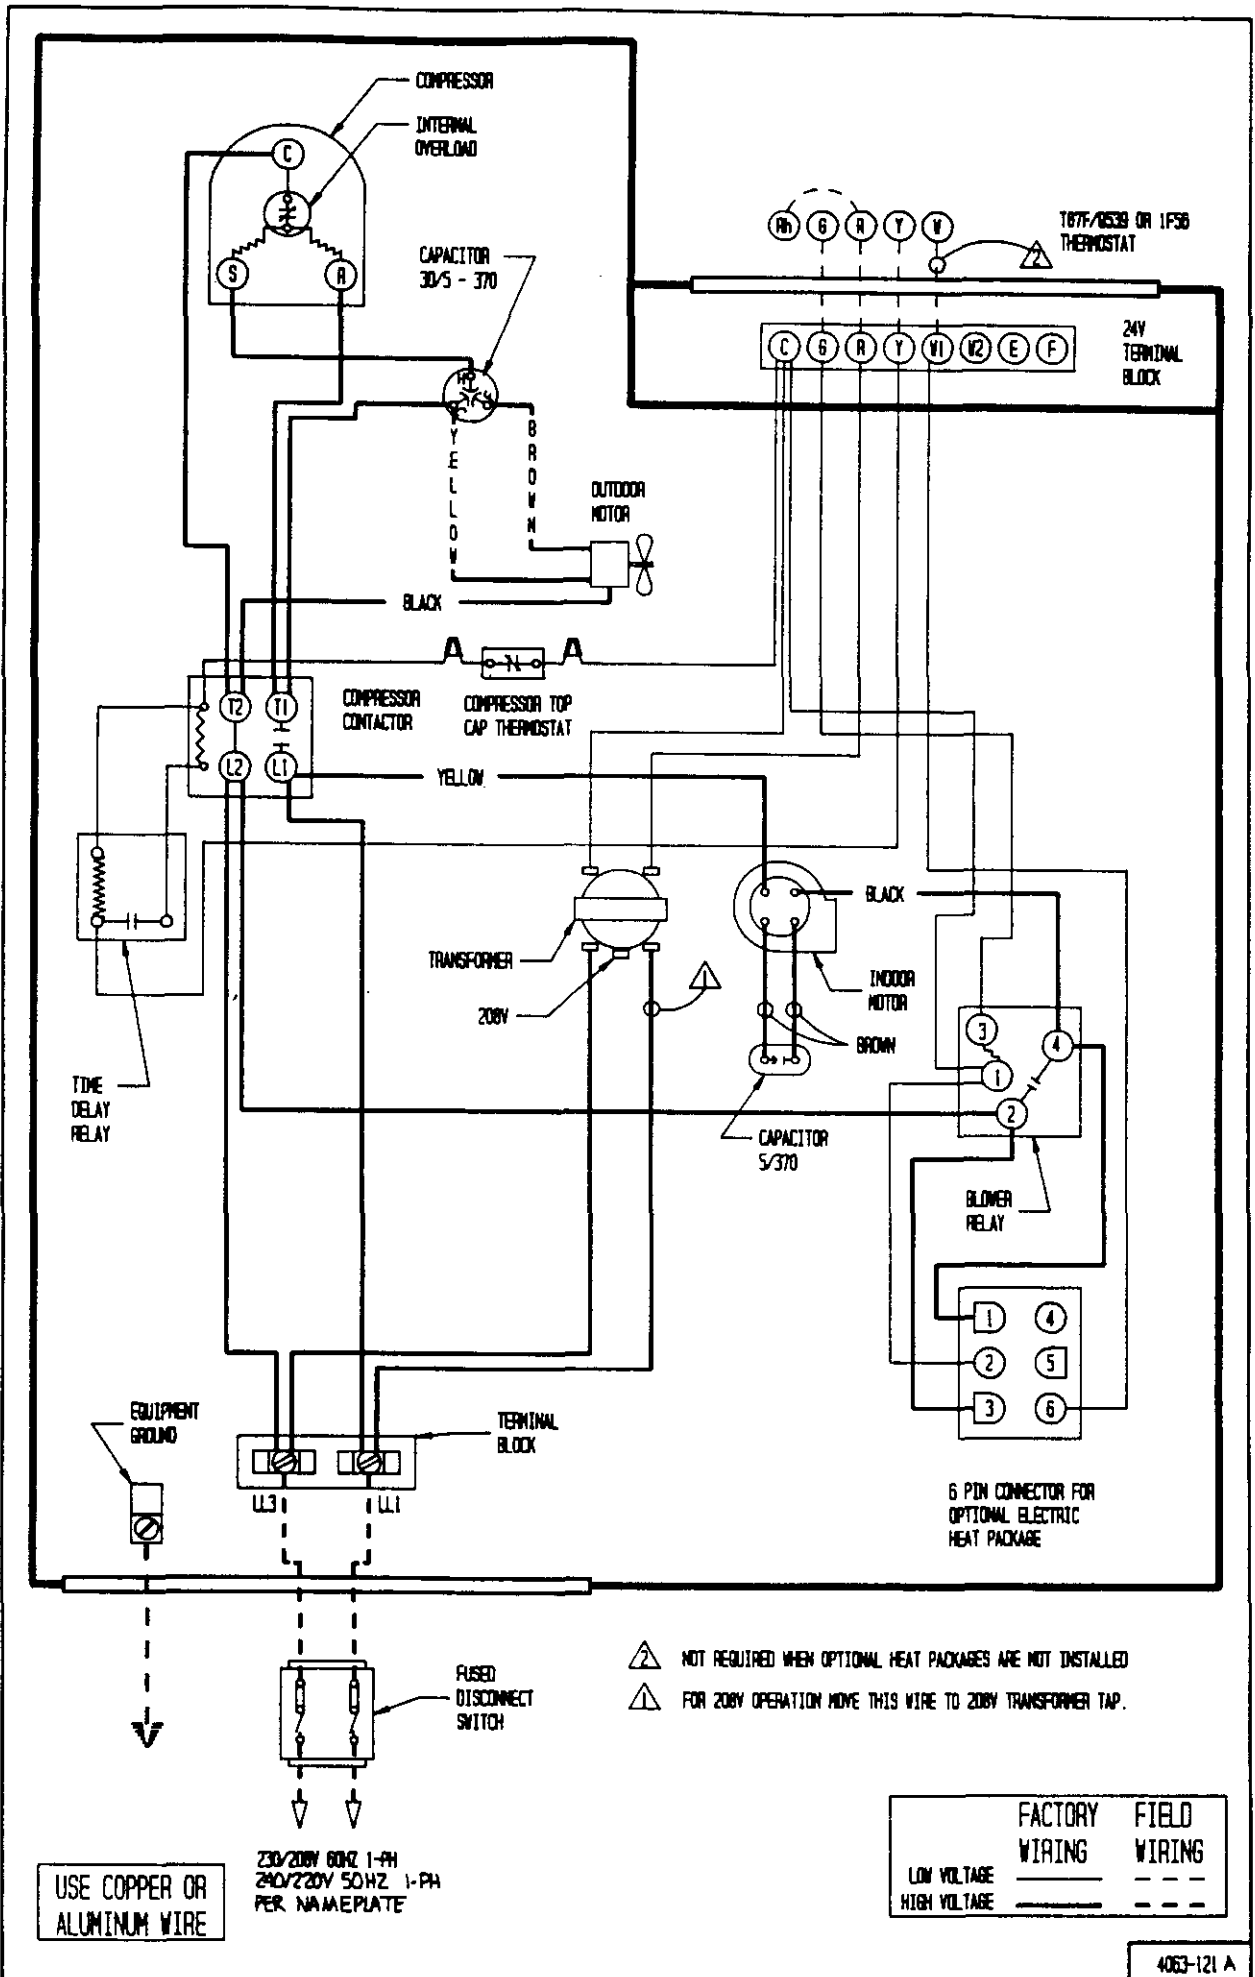 COMPRESSOR
INTERNAL
OVERLOAD
C
S
R
CAPACITOR
30/5 - 370
H
C
YELLOW
BROWN
OUTDOOR
MOTOR
BLACK
Rh G R Y W
2
T87F/Q539 OR 1F56
THERMOSTAT
C G R Y W1 W2 E F
24V
TERMINAL
BLOCK
T2 T1
L2 L1
COMPRESSOR
CONTACTOR
COMPRESSOR TOP
CAP THERMOSTAT
YELLOW
BLACK
TRANSFORMER
208V
1
INDOOR
MOTOR
BROWN
CAPACITOR
5/370
TIME
DELAY
RELAY
3
4
1
2
BLOWER
RELAY
1 4
2 5
3 6
6 PIN CONNECTOR FOR
OPTIONAL ELECTRIC
HEAT PACKAGE
EQUIPMENT
GROUND
TERMINAL
BLOCK
LL3 LL1
FUSED
DISCONNECT
SWITCH
2 NOT REQUIRED WHEN OPTIONAL HEAT PACKAGES ARE NOT INSTALLED
1 FOR 208V OPERATION MOVE THIS WIRE TO 208V TRANSFORMER TAP.
230/208V 60HZ 1-PH
240/220V 50HZ 1-PH
PER NAMEPLATE
USE COPPER OR
ALUMINUM WIRE
FACTORY FIELD
WIRING WIRING
LOW VOLTAGE
HIGH VOLTAGE
4063-121 A